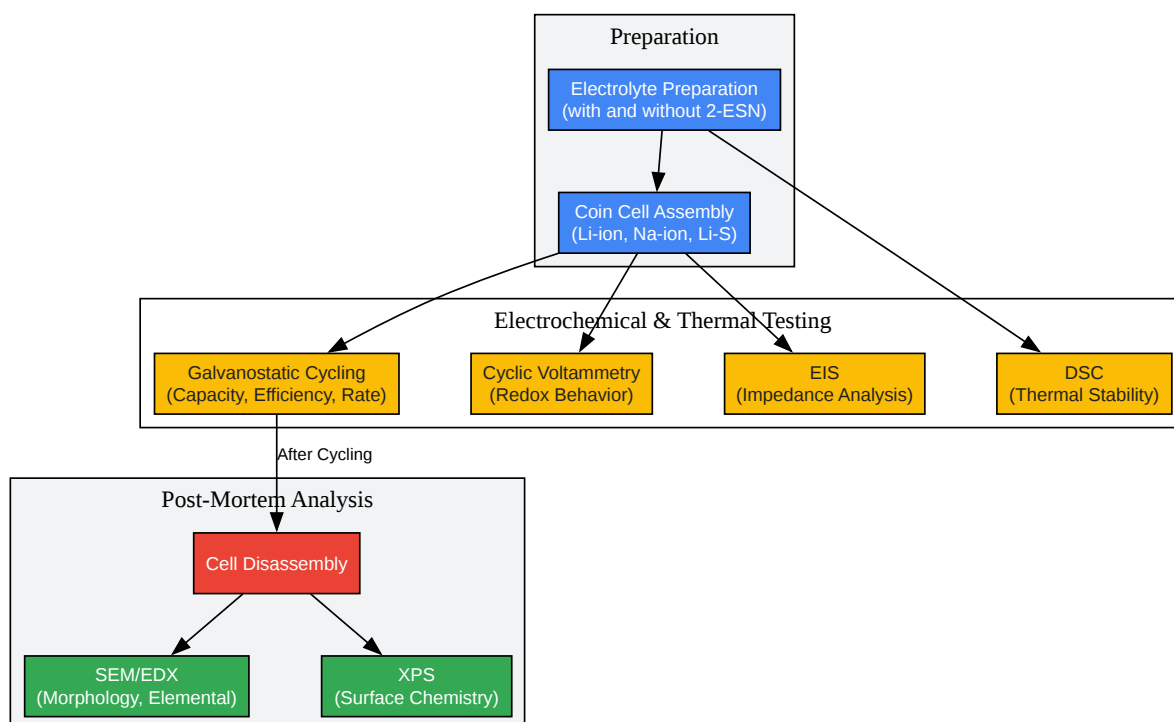 Preparation
Electrolyte Preparation
(with and without 2-ESN)
Coin Cell Assembly
(Li-ion, Na-ion, Li-S)
Electrochemical & Thermal Testing
Galvanostatic Cycling
(Capacity, Efficiency, Rate)
Cyclic Voltammetry
(Redox Behavior)
EIS
(Impedance Analysis)
DSC
(Thermal Stability)
After Cycling
Post-Mortem Analysis
Cell Disassembly
SEM/EDX
(Morphology, Elemental)
XPS
(Surface Chemistry)